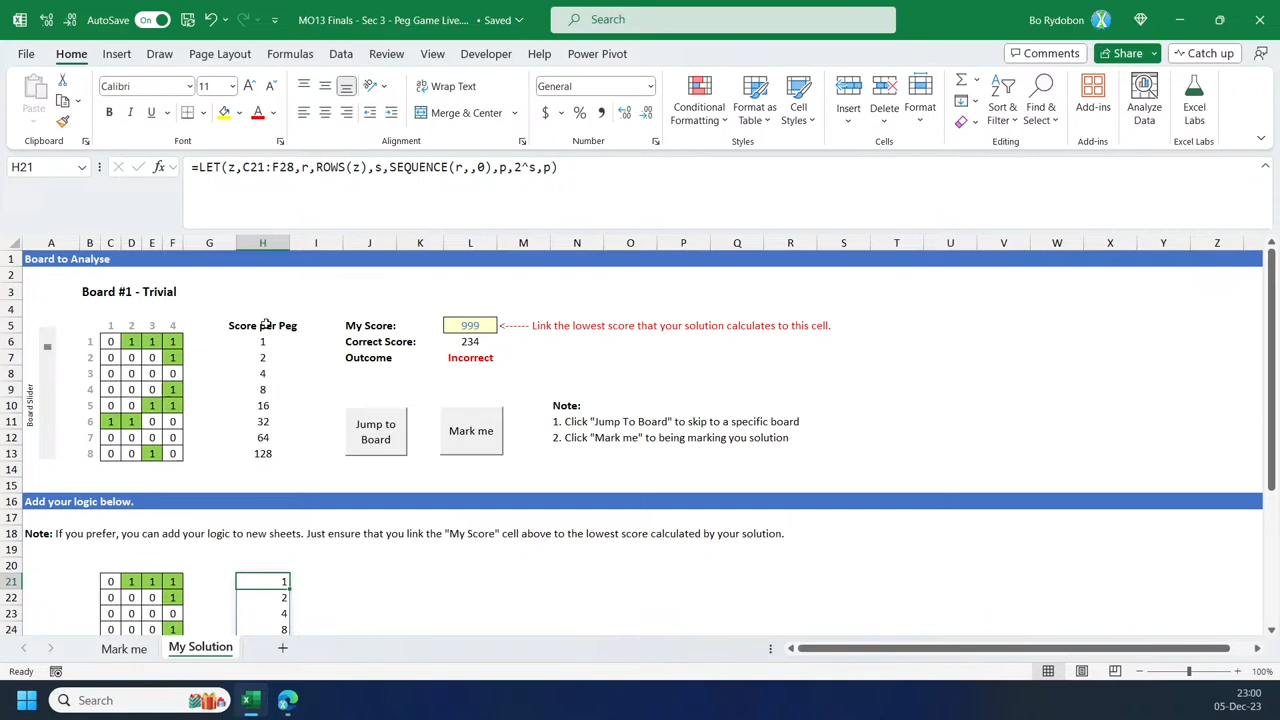 AutoSave On MO13 Finals - Sec 3 - Peg Game Live.... • Saved Search Bo Rydobon
File Home Insert Draw Page Layout Formulas Data Review View Developer Help Power Pivot Comments Share Catch up
Paste Calibri 11 Wrap Text General Conditional Formatting Format as Table Cell Styles Insert Delete Format Sort & Filter Find & Select Add-ins Analyze Data Excel Labs
B I U A Merge & Center $ %
Clipboard Font Alignment Number Styles Cells Editing Add-ins Excel Labs
H21 fx =LET(z,C21:F28,r,ROWS(z),s,SEQUENCE(r,,0),p,2^s,p)
A B C D E F G H I J K L M N O P Q R S T U V W X Y Z
1 Board to Analyse
2
3 Board #1 - Trivial
4
5 1 2 3 4 Score per Peg My Score: 999 <------ Link the lowest score that your solution calculates to this cell.
6 1 0 1 1 1 1 Correct Score: 234
7 2 0 0 0 1 2 Outcome Incorrect
8 3 0 0 0 0 4
9 4 0 0 0 1 8
10 5 0 0 1 1 16 Note:
11 6 1 1 0 0 32 1. Click "Jump To Board" to skip to a specific board
12 7 0 0 0 0 64 2. Click "Mark me" to being marking you solution
13 8 0 0 1 0 128
Board Slider
Jump to Board
Mark me
14
15
16 Add your logic below.
17
18 Note: If you prefer, you can add your logic to new sheets. Just ensure that you link the "My Score" cell above to the lowest score calculated by your solution.
19
20
21 0 1 1 1 1
22 0 0 0 1 2
23 0 0 0 0 4
24 0 0 0 1 8
Mark me My Solution
Ready 100%
Search 23:00
05-Dec-23